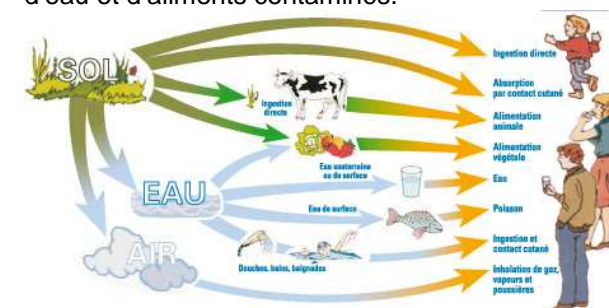 d'eau et d'aliments contaminés.
SOL
Ingestion directe
Absorption
par contact cutané
Ingestion
directe
Alimentation
animale
Alimentation
végétale
Eau souterraine
ou de surface
EAU
Eau
Eau de surface
Poisson
AIR
Ingestion et
contact cutané
Douches, bains, baignades
Inhalation de gaz,
vapeurs et
poussières